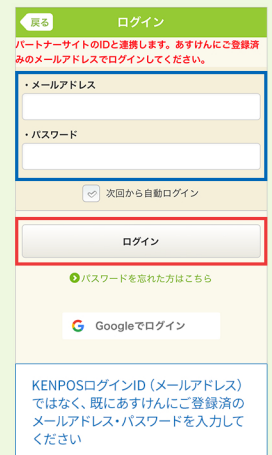 戻る
ログイン
パートナーサイトのIDと連携します。あすけんにご登録済
みのメールアドレスでログインしてください。
・メールアドレス
・パスワード
次回から自動ログイン
ログイン
パスワードを忘れた方はこちら
Googleでログイン
KENPOSログインID（メールアドレス）
ではなく、既にあすけんにご登録済の
メールアドレス・パスワードを入力して
ください